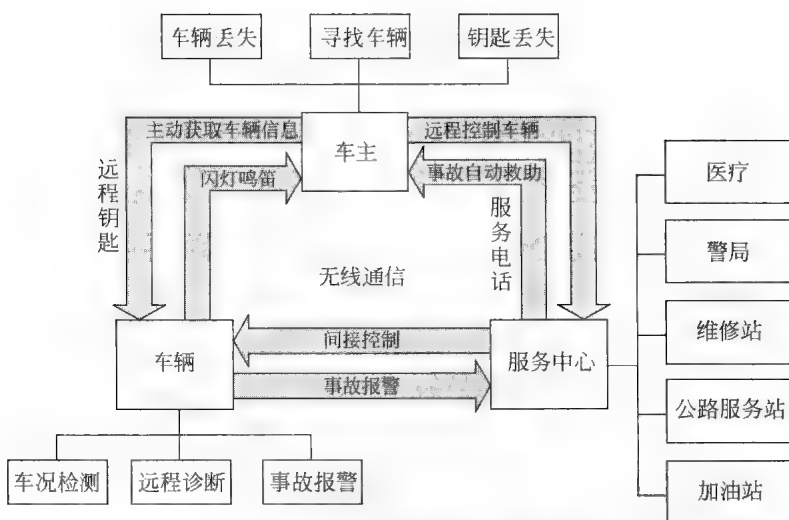 车辆丢失
寻找车辆
钥匙丢失
主动获取车辆信息
车主
远程控制车辆
闪灯鸣笛
事故自动救助
远程钥匙
服务电话
无线通信
医疗
警局
维修站
公路服务站
加油站
车辆
间接控制
事故报警
服务中心
车况检测
远程诊断
事故报警